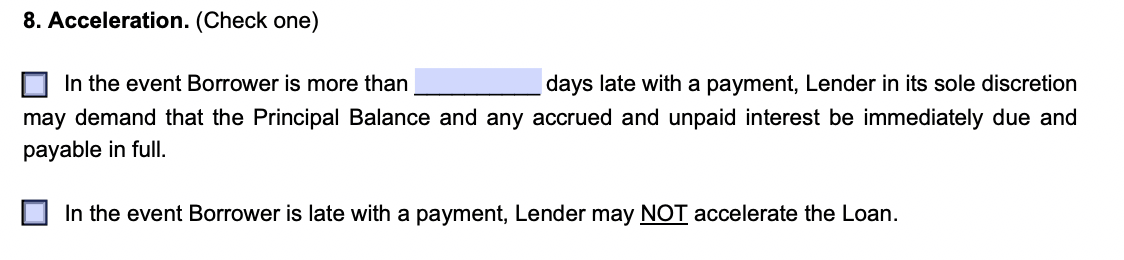 8. Acceleration. (Check one)
In the event Borrower is more than __________ days late with a payment, Lender in its sole discretion
may demand that the Principal Balance and any accrued and unpaid interest be immediately due and
payable in full.
In the event Borrower is late with a payment, Lender may NOT accelerate the Loan.